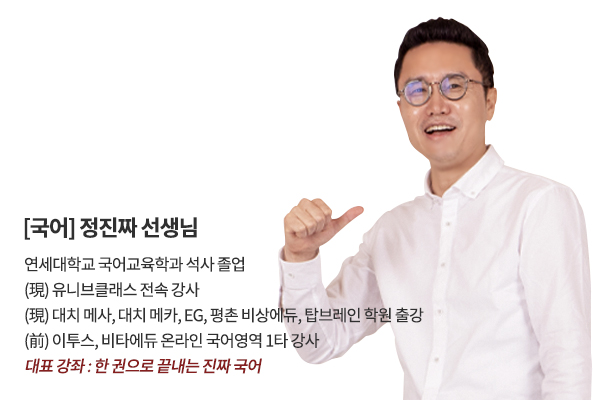 [국어] 정진짜 선생님
연세대학교 국어교육학과 석사 졸업
(現) 유니브클래스 전속 강사
(現) 대치 메사, 대치 메카, EG, 평촌 비상에듀, 탑브레인 학원 출강
(前) 이투스, 비타에듀 온라인 국어영역 1타 강사
대표 강좌 : 한 권으로 끝내는 진짜 국어